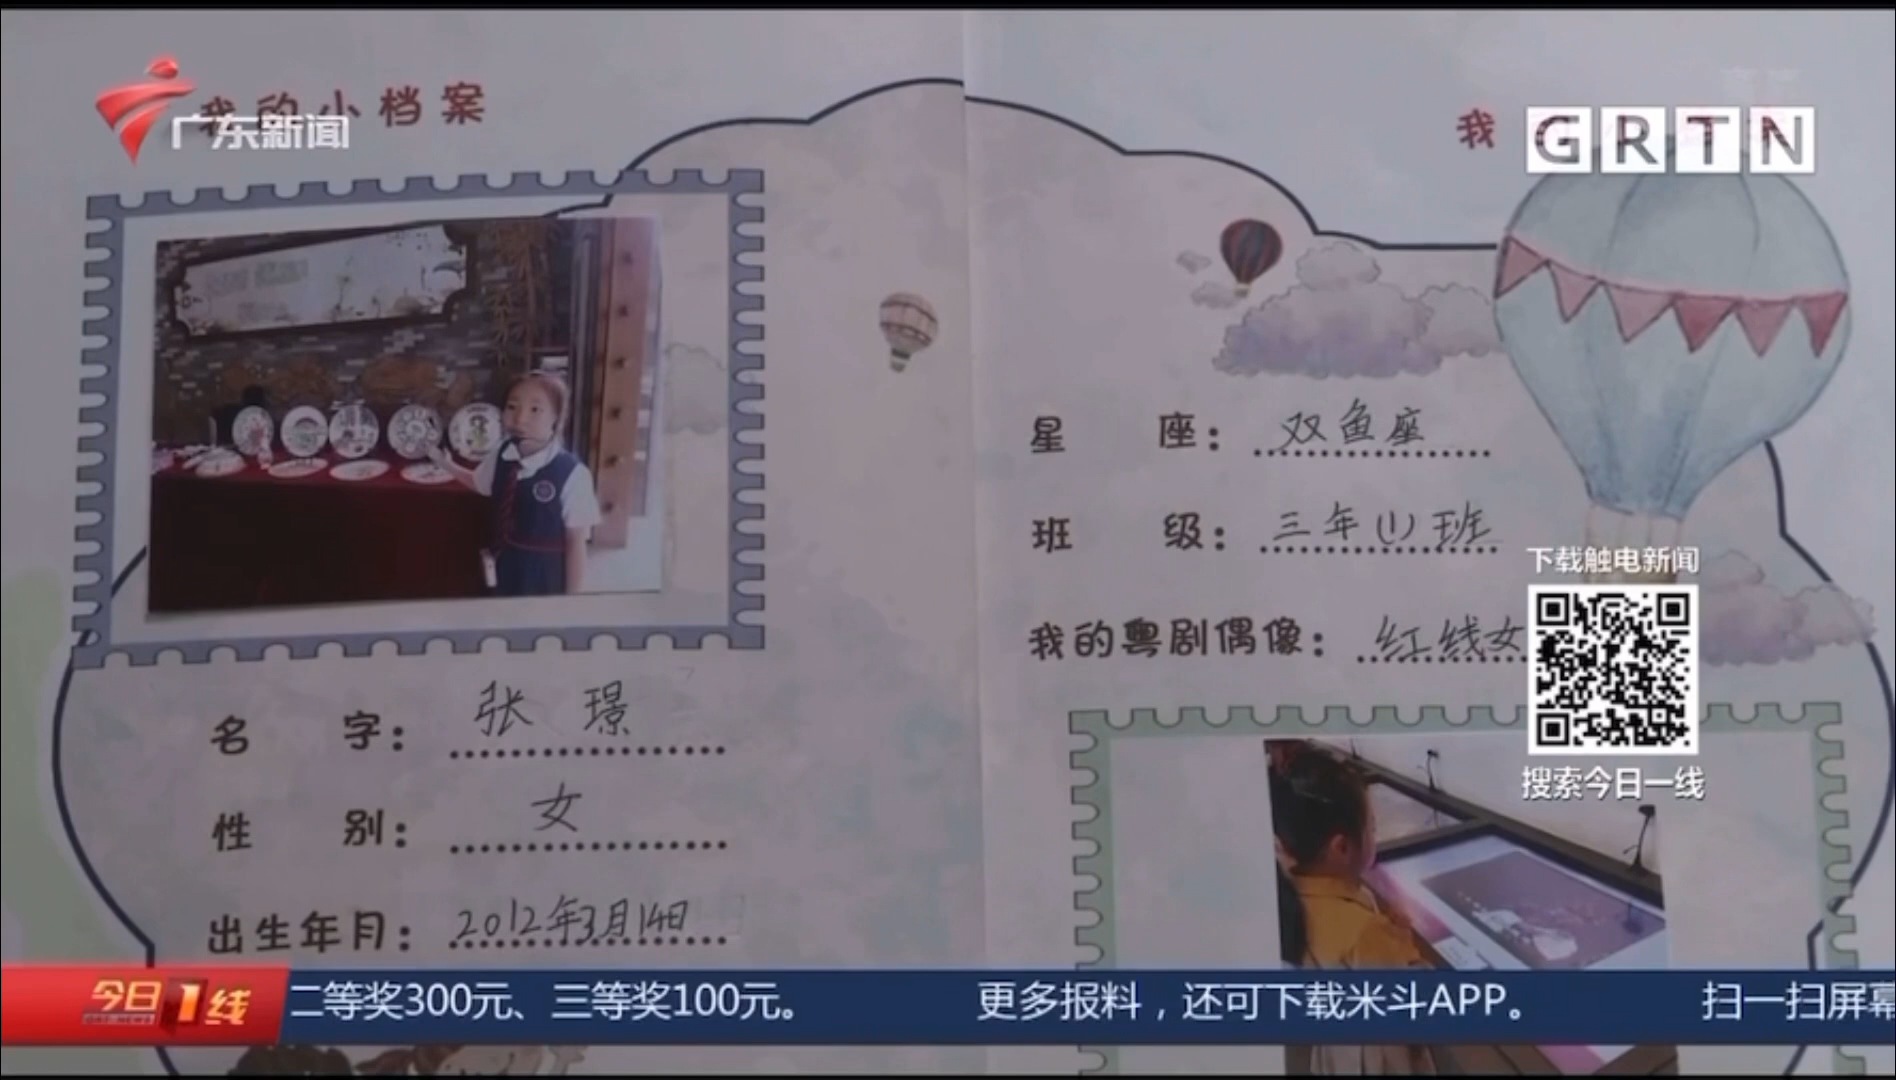 我的小档案
广东新闻
我
GRTN
星座：双鱼座
班级：三年(1)班
我的粤剧偶像：红线女
下载触电新闻
搜索今日一线
名字：张璟
性别：女
出生年月：2012年3月14日
今日1线
二等奖300元、三等奖100元。 更多报料，还可下载米斗APP。 扫一扫屏幕